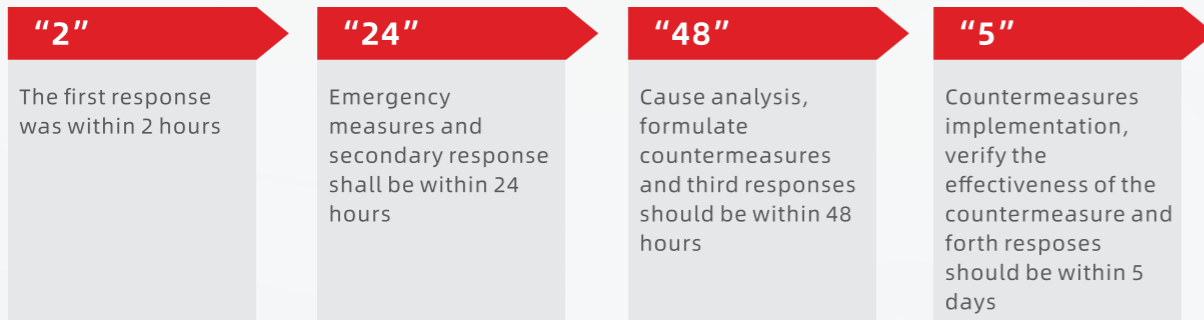 “2”
The first response
was within 2 hours
“24”
Emergency
measures and
secondary response
shall be within 24
hours
“48”
Cause analysis,
formulate
countermeasures
and third responses
should be within 48
hours
“5”
Countermeasures
implementation,
verify the
effectiveness of the
countermeasure and
forth resposes
should be within 5
days